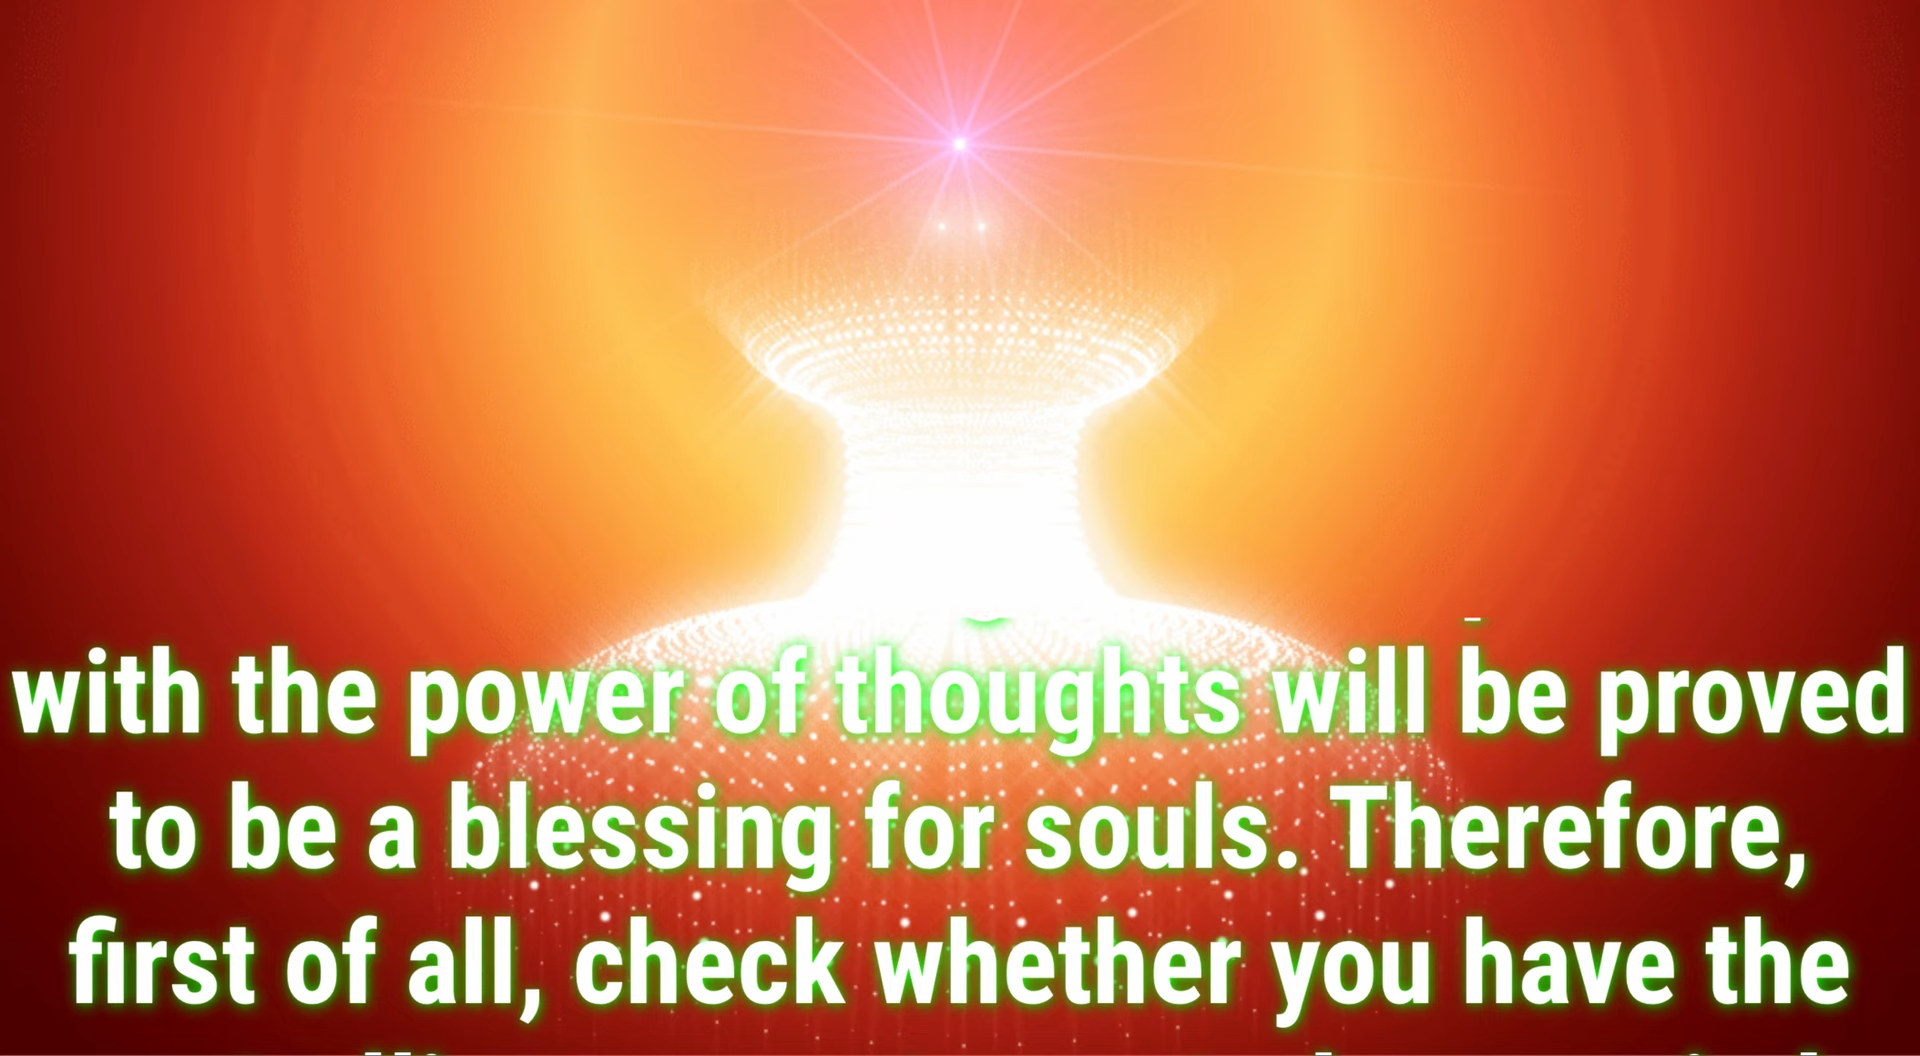 with the power of thoughts will be proved
to be a blessing for souls. Therefore,
first of all, check whether you have the